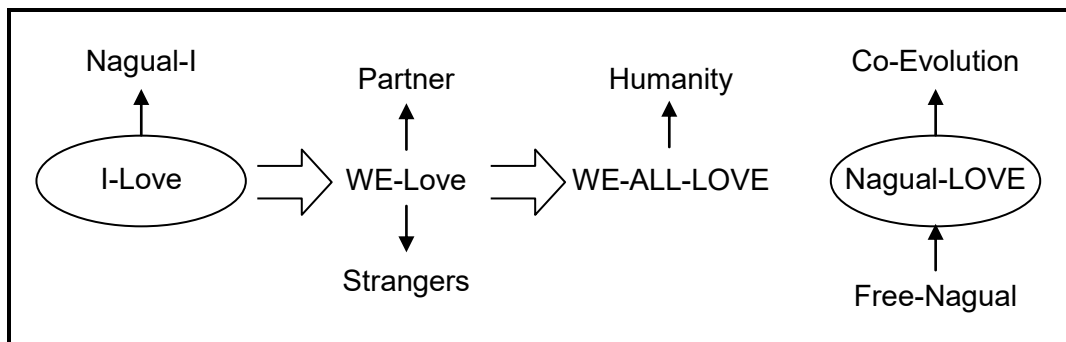 Nagual-I
Partner
Humanity
Co-Evolution
I-Love
WE-Love
WE-ALL-LOVE
Nagual-LOVE
Strangers
Free-Nagual